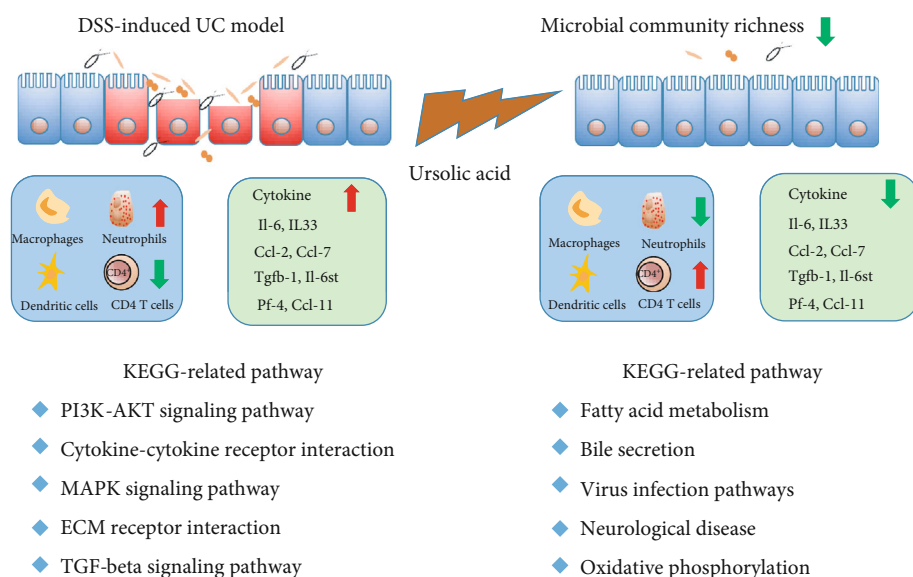 DSS-induced UC model
Microbial community richness
Ursolic acid
Macrophages
Neutrophils
Dendritic cells
CD4⁺
CD4 T cells
Cytokine
Il-6, IL33
Ccl-2, Ccl-7
Tgfb-1, Il-6st
Pf-4, Ccl-11
Macrophages
Neutrophils
Dendritic cells
CD4⁺
CD4 T cells
Cytokine
Il-6, IL33
Ccl-2, Ccl-7
Tgfb-1, Il-6st
Pf-4, Ccl-11
KEGG-related pathway
PI3K-AKT signaling pathway
Cytokine-cytokine receptor interaction
MAPK signaling pathway
ECM receptor interaction
TGF-beta signaling pathway
KEGG-related pathway
Fatty acid metabolism
Bile secretion
Virus infection pathways
Neurological disease
Oxidative phosphorylation